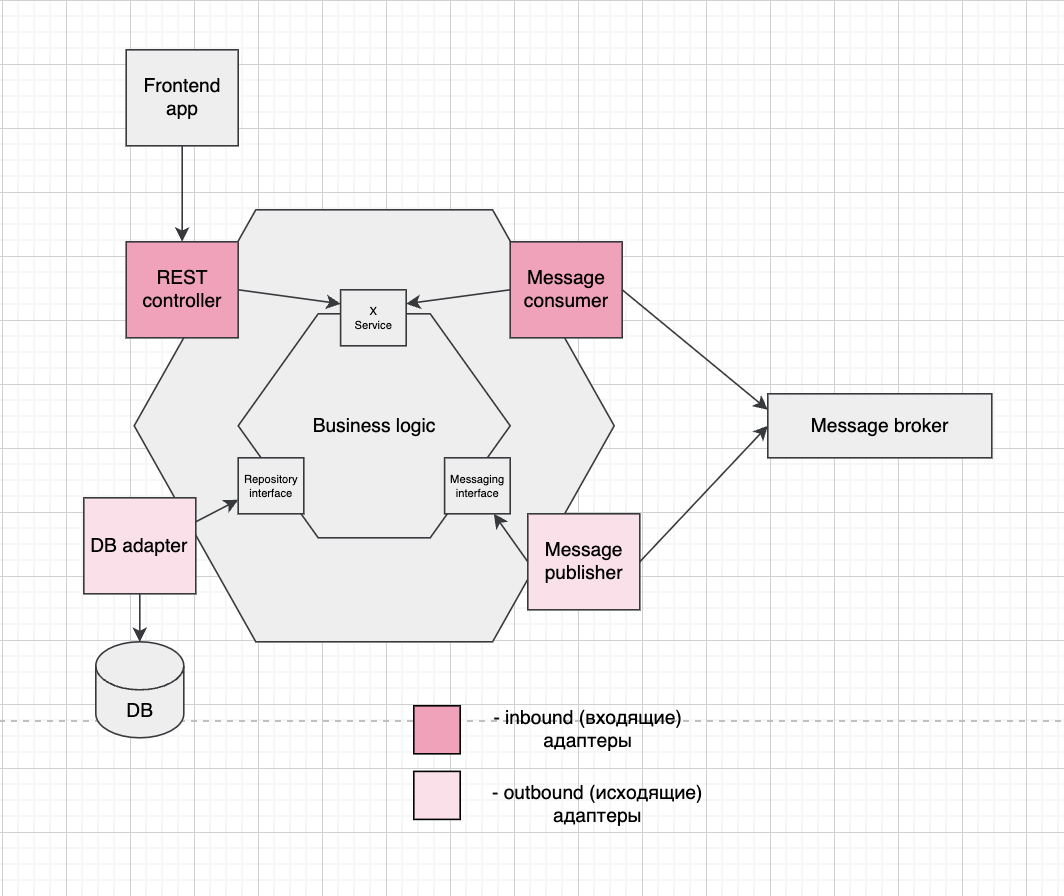 Frontend
app
REST
controller
Message
consumer
X
Service
Business logic
Message broker
Repository
interface
Messaging
interface
DB adapter
Message
publisher
DB
- inbound (входящие)
адаптеры
- outbound (исходящие)
адаптеры